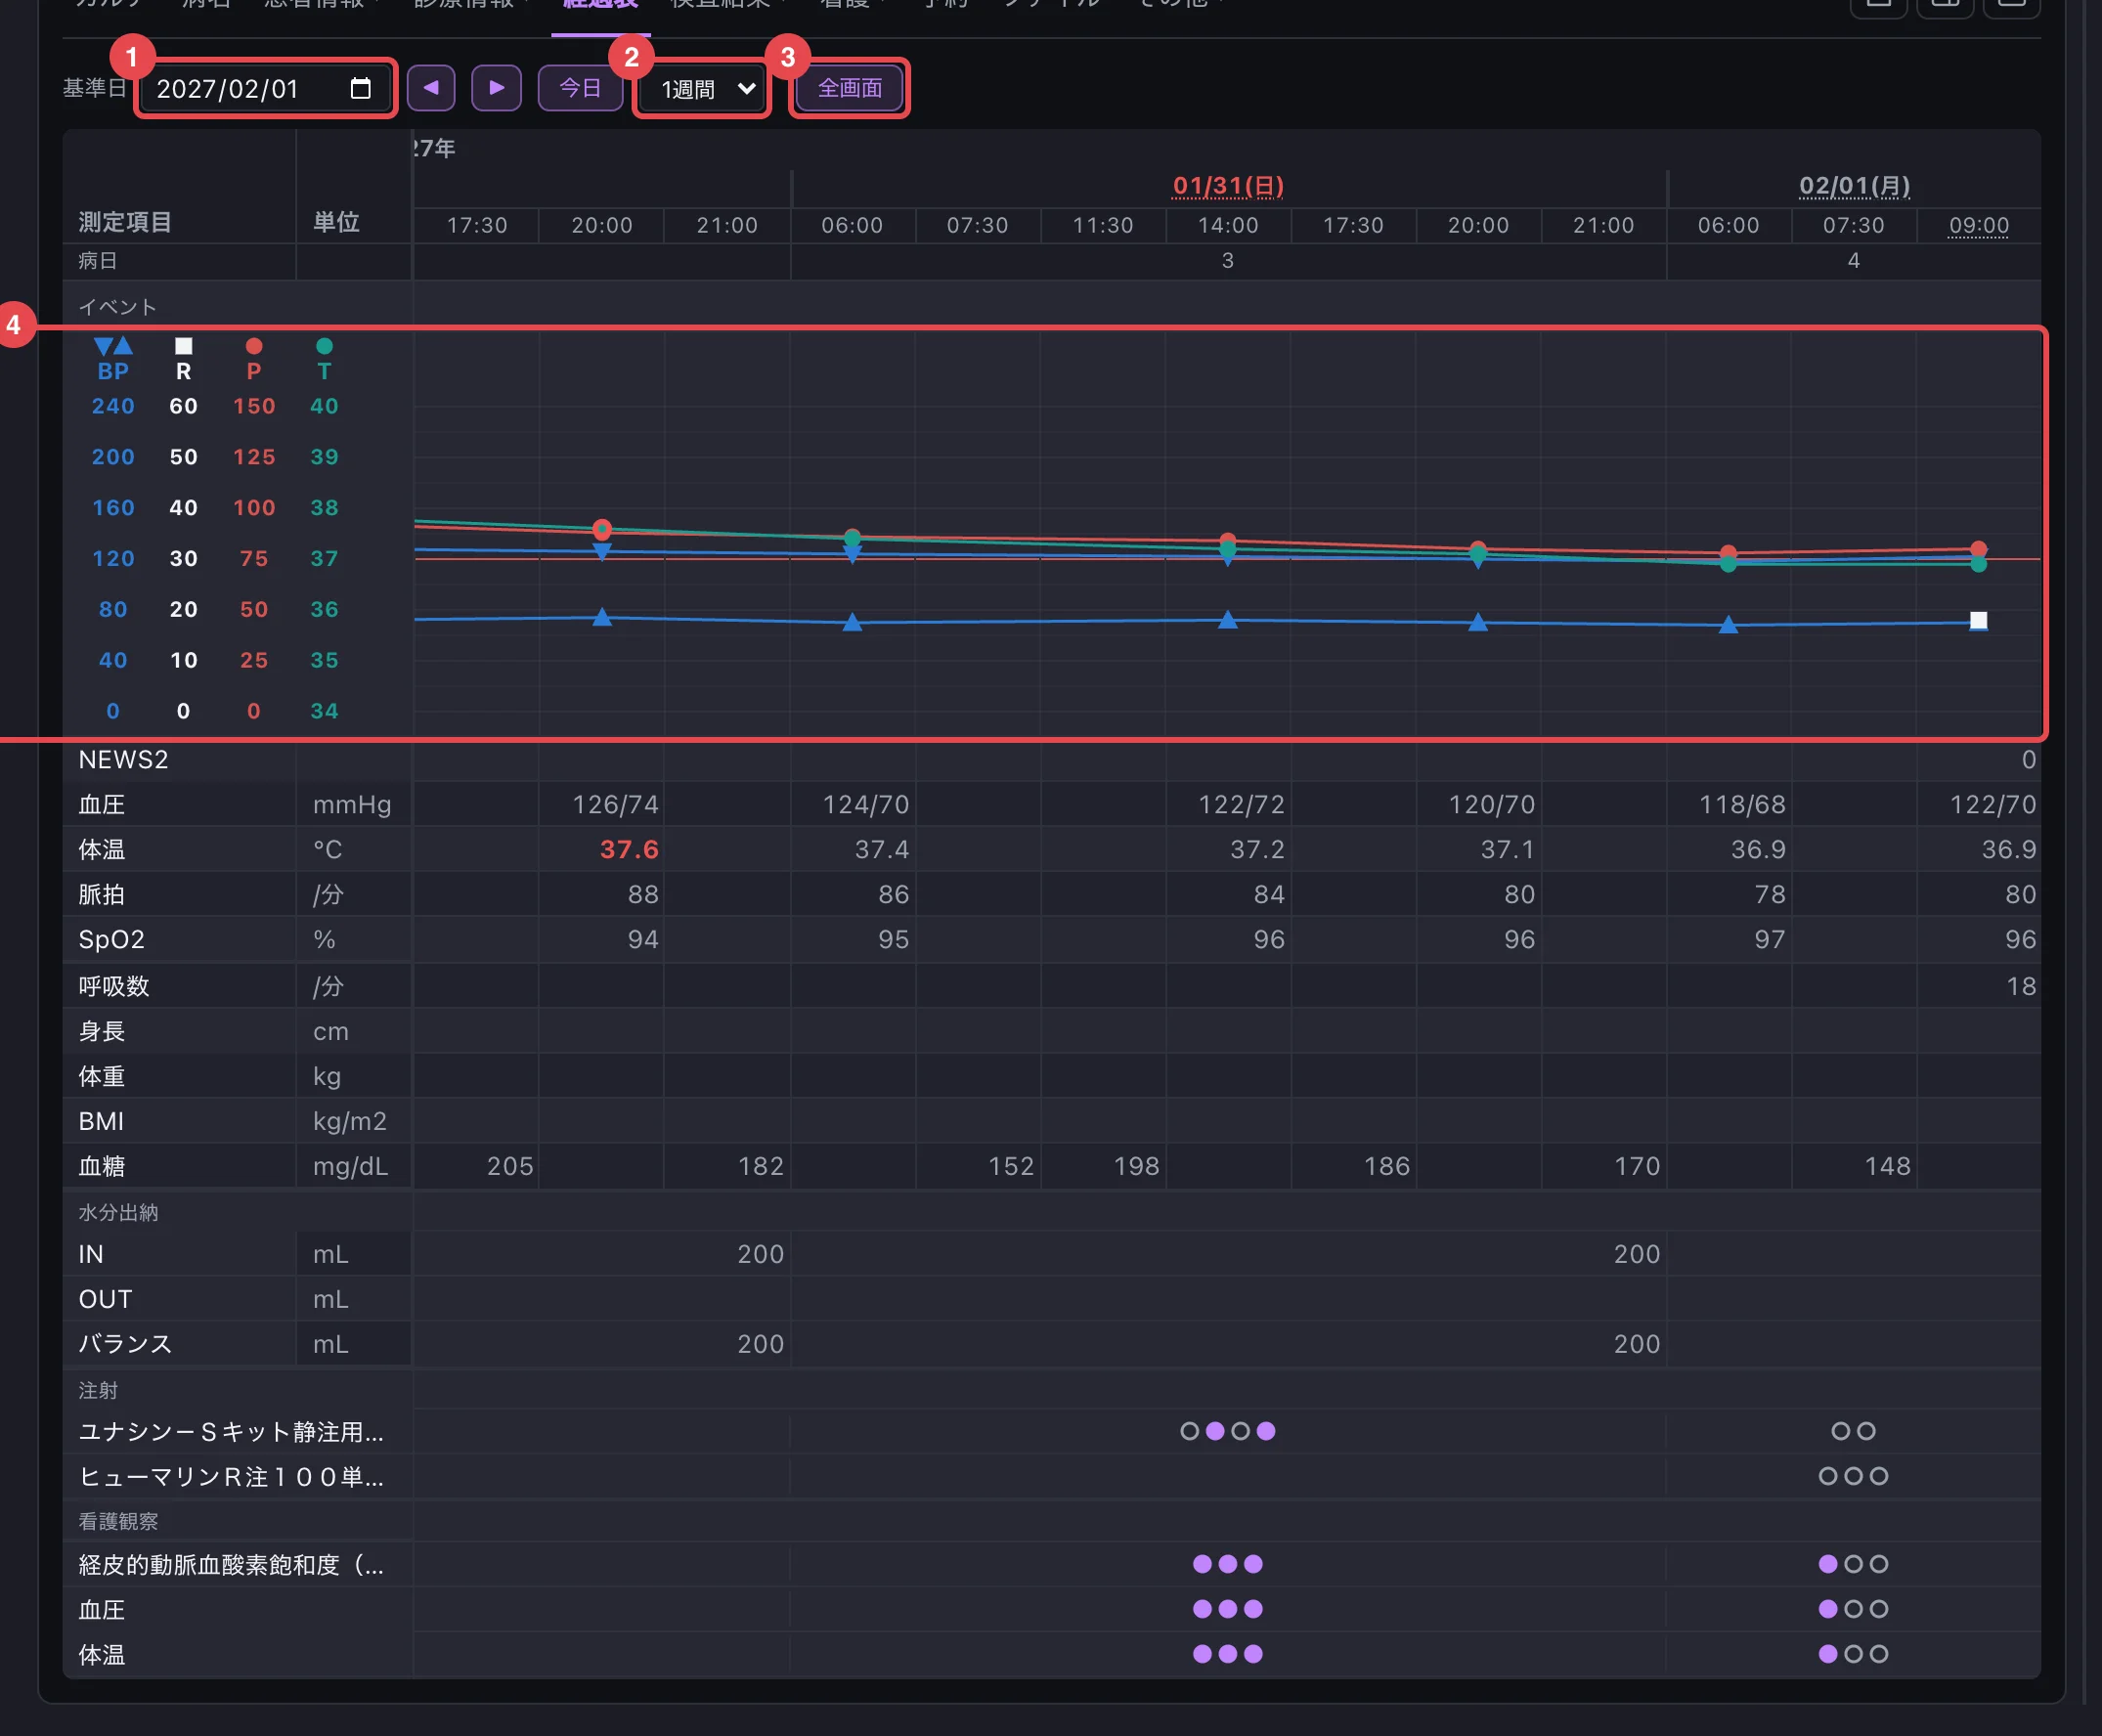 経過表
1 2 3
基準日 2027/02/01 ◀ ▶ 今日 1週間 全画面
27年
01/31(日) 02/01(月)
測定項目 単位 17:30 20:00 21:00 06:00 07:30 11:30 14:00 17:30 20:00 21:00 06:00 07:30 09:00
病日 3 4
イベント
4
BP R P T
240 60 150 40
200 50 125 39
160 40 100 38
120 30 75 37
80 20 50 36
40 10 25 35
0 0 0 34
NEWS2 0
血圧 mmHg 126/74 124/70 122/72 120/70 118/68 122/70
体温 °C 37.6 37.4 37.2 37.1 36.9 36.9
脈拍 /分 88 86 84 80 78 80
SpO2 % 94 95 96 96 97 96
呼吸数 /分 18
身長 cm
体重 kg
BMI kg/m2
血糖 mg/dL 205 182 152 198 186 170 148
水分出納
IN mL 200 200
OUT mL
バランス mL 200 200
注射
ユナシン－Ｓキット静注用...
ヒューマリンＲ注１００単...
看護観察
経皮的動脈血酸素飽和度（...
血圧
体温